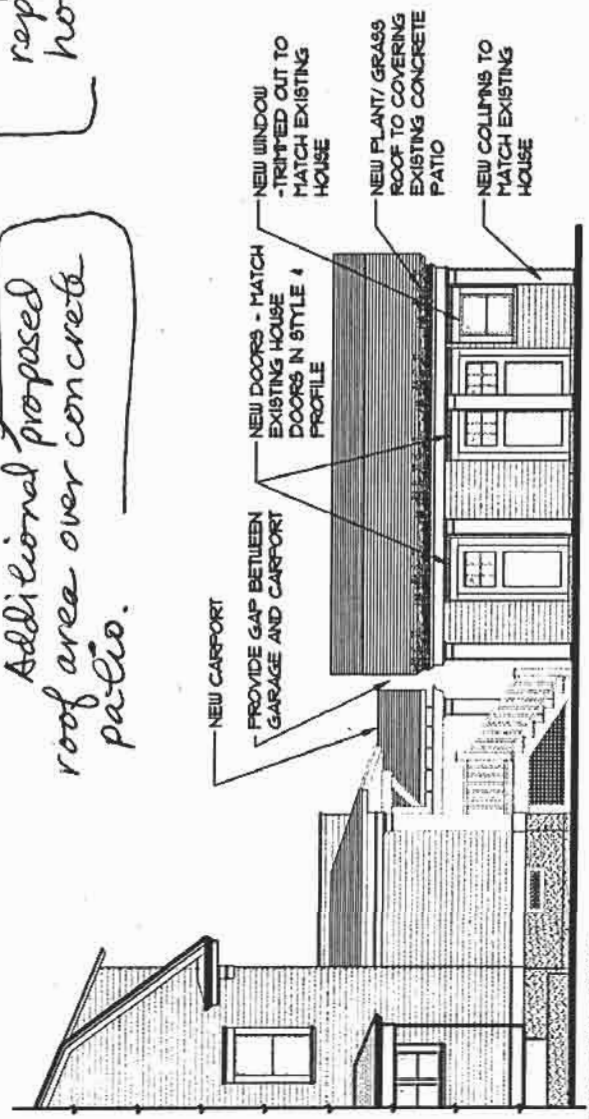 rep
ho
Additional proposed
roof area over concrete
patio.
NEW CARPORT
PROVIDE GAP BETWEEN
GARAGE AND CARPORT
NEW DOORS - MATCH
EXISTING HOUSE
DOORS IN STYLE &
PROFILE
NEW WINDOW
-TRIMMED OUT TO
MATCH EXISTING
HOUSE
NEW PLANT/ GRASS
ROOF TO COVERING
EXISTING CONCRETE
PATIO
NEW COLUMNS TO
MATCH EXISTING
HOUSE